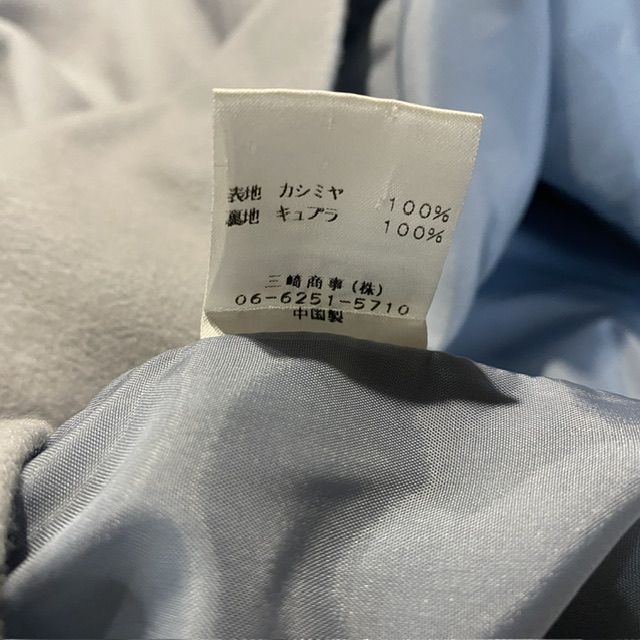 表地 カシミヤ 100%
裏地 キュプラ 100%
三崎商事(株)
06-6251-5710
中国製